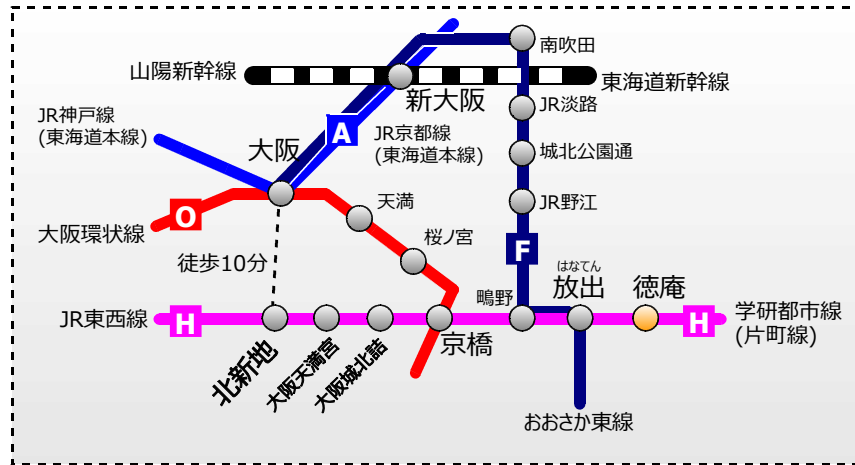 南吹田
山陽新幹線
東海道新幹線
新大阪
JR淡路
JR神戸線
(東海道本線)
A
JR京都線
(東海道本線)
大阪
城北公園通
天満
JR野江
O
大阪環状線
桜ノ宮
徒歩10分
F
はなてん
放出
徳庵
鴫野
JR東西線
H
H
学研都市線
(片町線)
京橋
北新地
大阪天満宮
大阪城北詰
おおさか東線